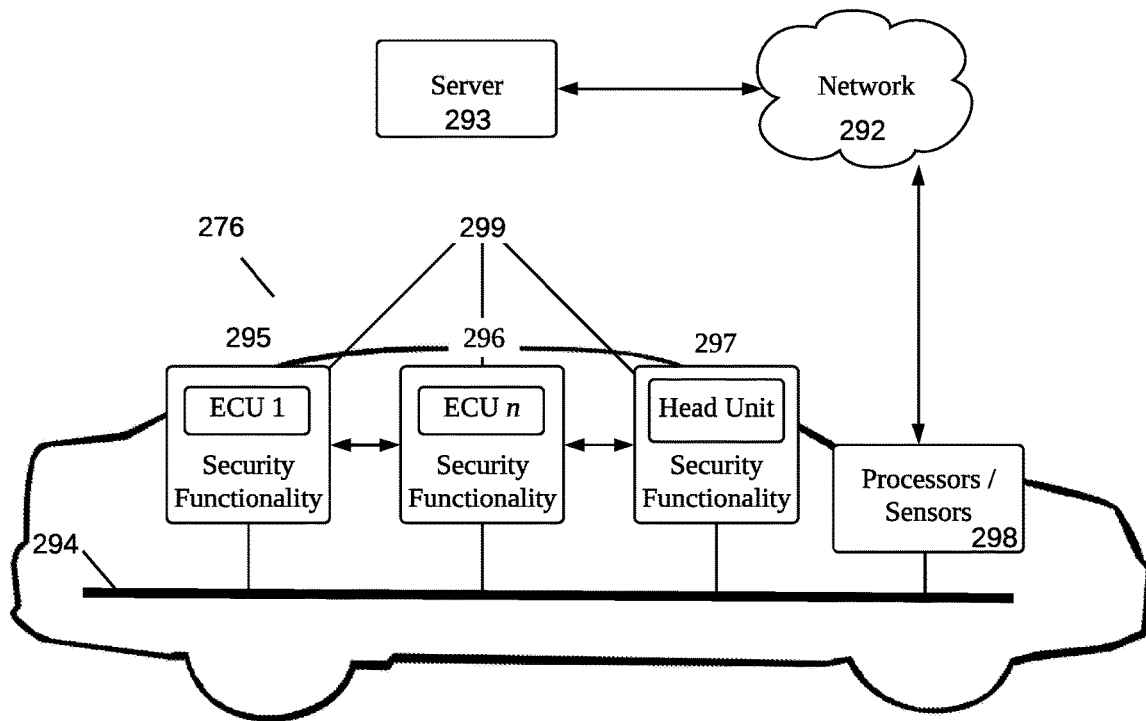 Server
293
Network
292
276
299
295
296
297
ECU 1
Security
Functionality
ECU n
Security
Functionality
Head Unit
Security
Functionality
Processors /
Sensors
298
294